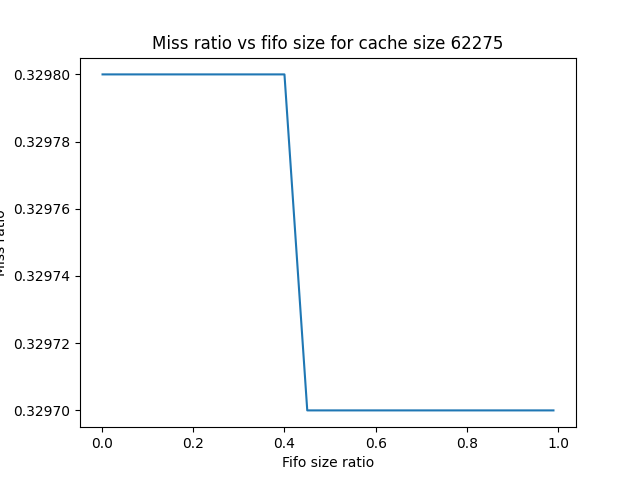 Miss ratio vs fifo size for cache size 62275
0.32980
0.32978
0.32976
0.32974
0.32972
0.32970
Miss ratio
0.0 0.2 0.4 0.6 0.8 1.0
Fifo size ratio